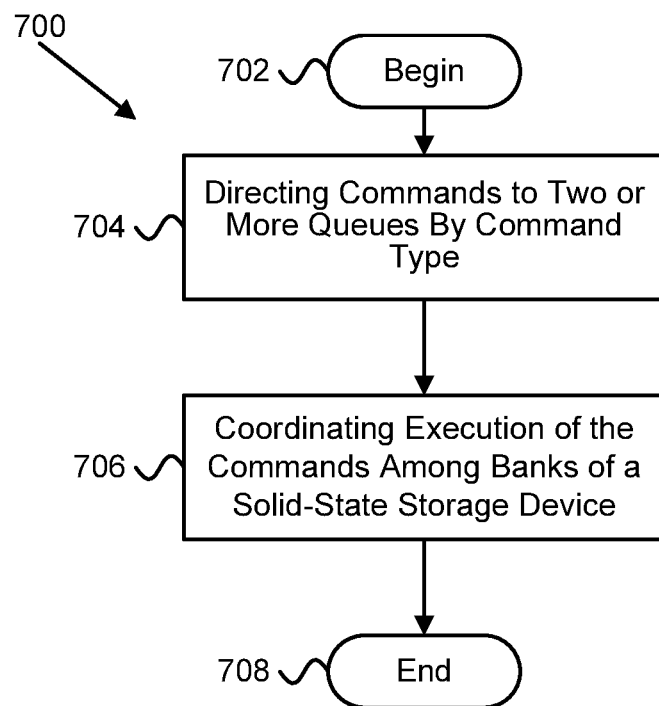 700
702
Begin
704
Directing Commands to Two or
More Queues By Command
Type
706
Coordinating Execution of the
Commands Among Banks of a
Solid-State Storage Device
708
End